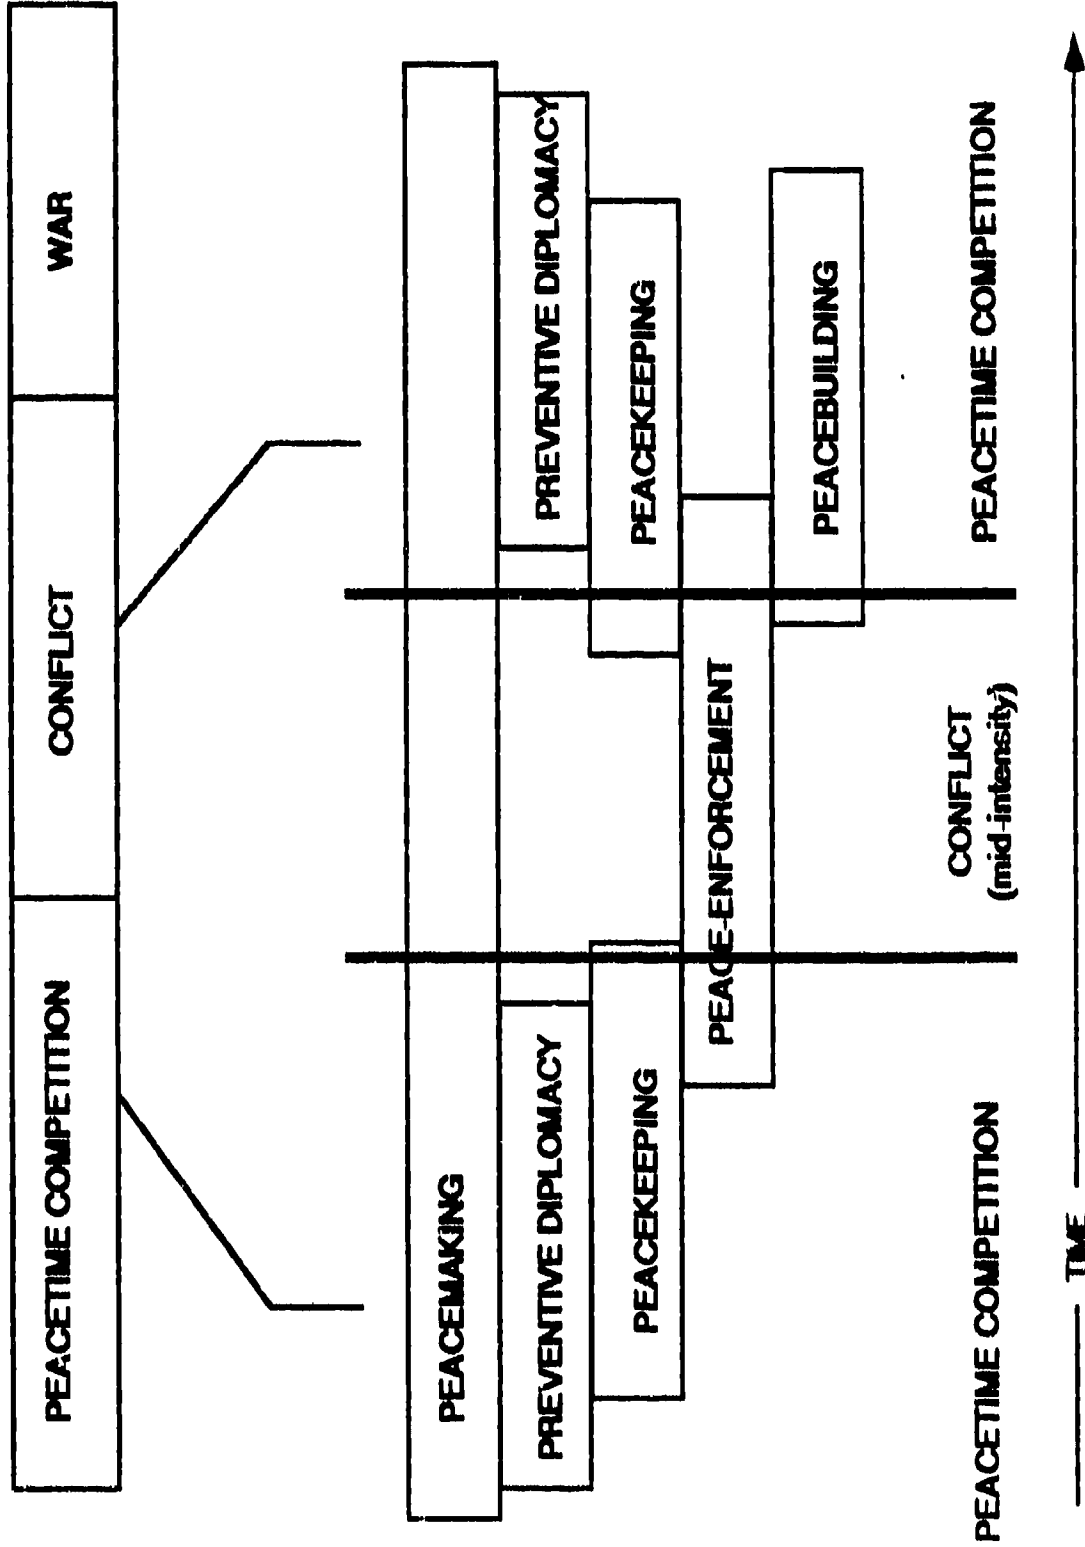 PEACETIME COMPETITION
CONFLICT
WAR
PEACEMAKING
PREVENTIVE DIPLOMACY
PREVENTIVE DIPLOMACY
PEACEKEEPING
PEACEKEEPING
PEACE-ENFORCEMENT
PEACEBUILDING
PEACETIME COMPETITION
CONFLICT
(mid-intensity)
PEACETIME COMPETITION
TIME